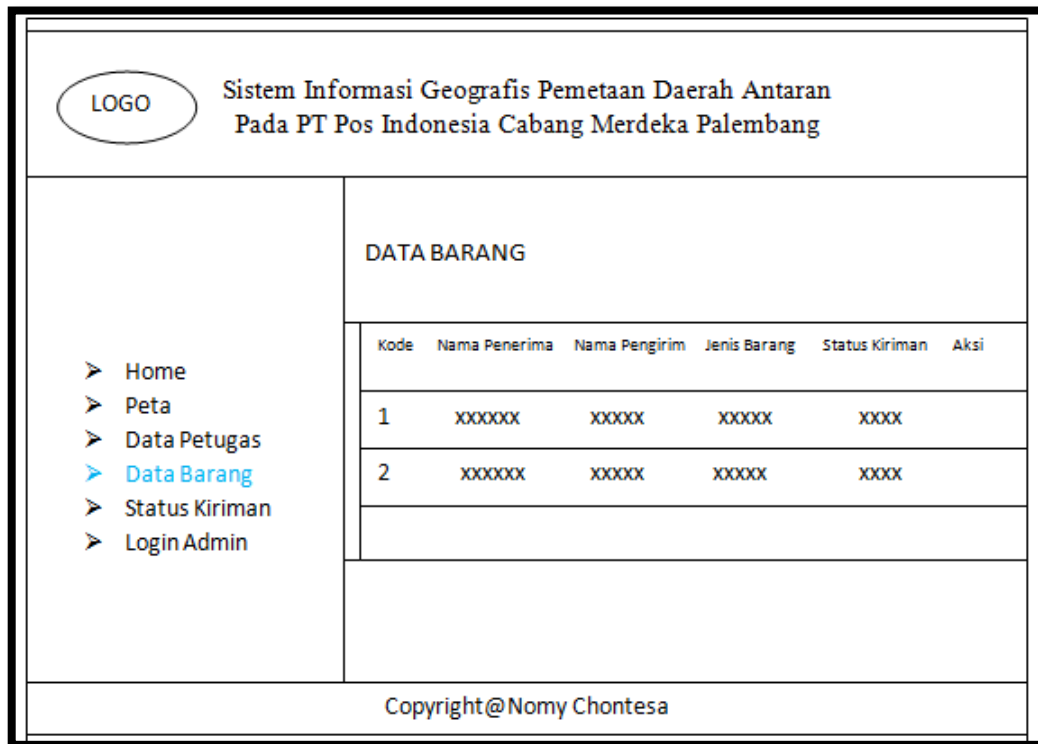 LOGO
Sistem Informasi Geografis Pemetaan Daerah Antaran
Pada PT Pos Indonesia Cabang Merdeka Palembang
Home
Peta
Data Petugas
Data Barang
Status Kiriman
Login Admin
DATA BARANG
Kode Nama Penerima Nama Pengirim Jenis Barang Status Kiriman Aksi
1 xxxxxx xxxxx xxxxx xxxx
2 xxxxxx xxxxx xxxxx xxxx
Copyright@Nomy Chontesa